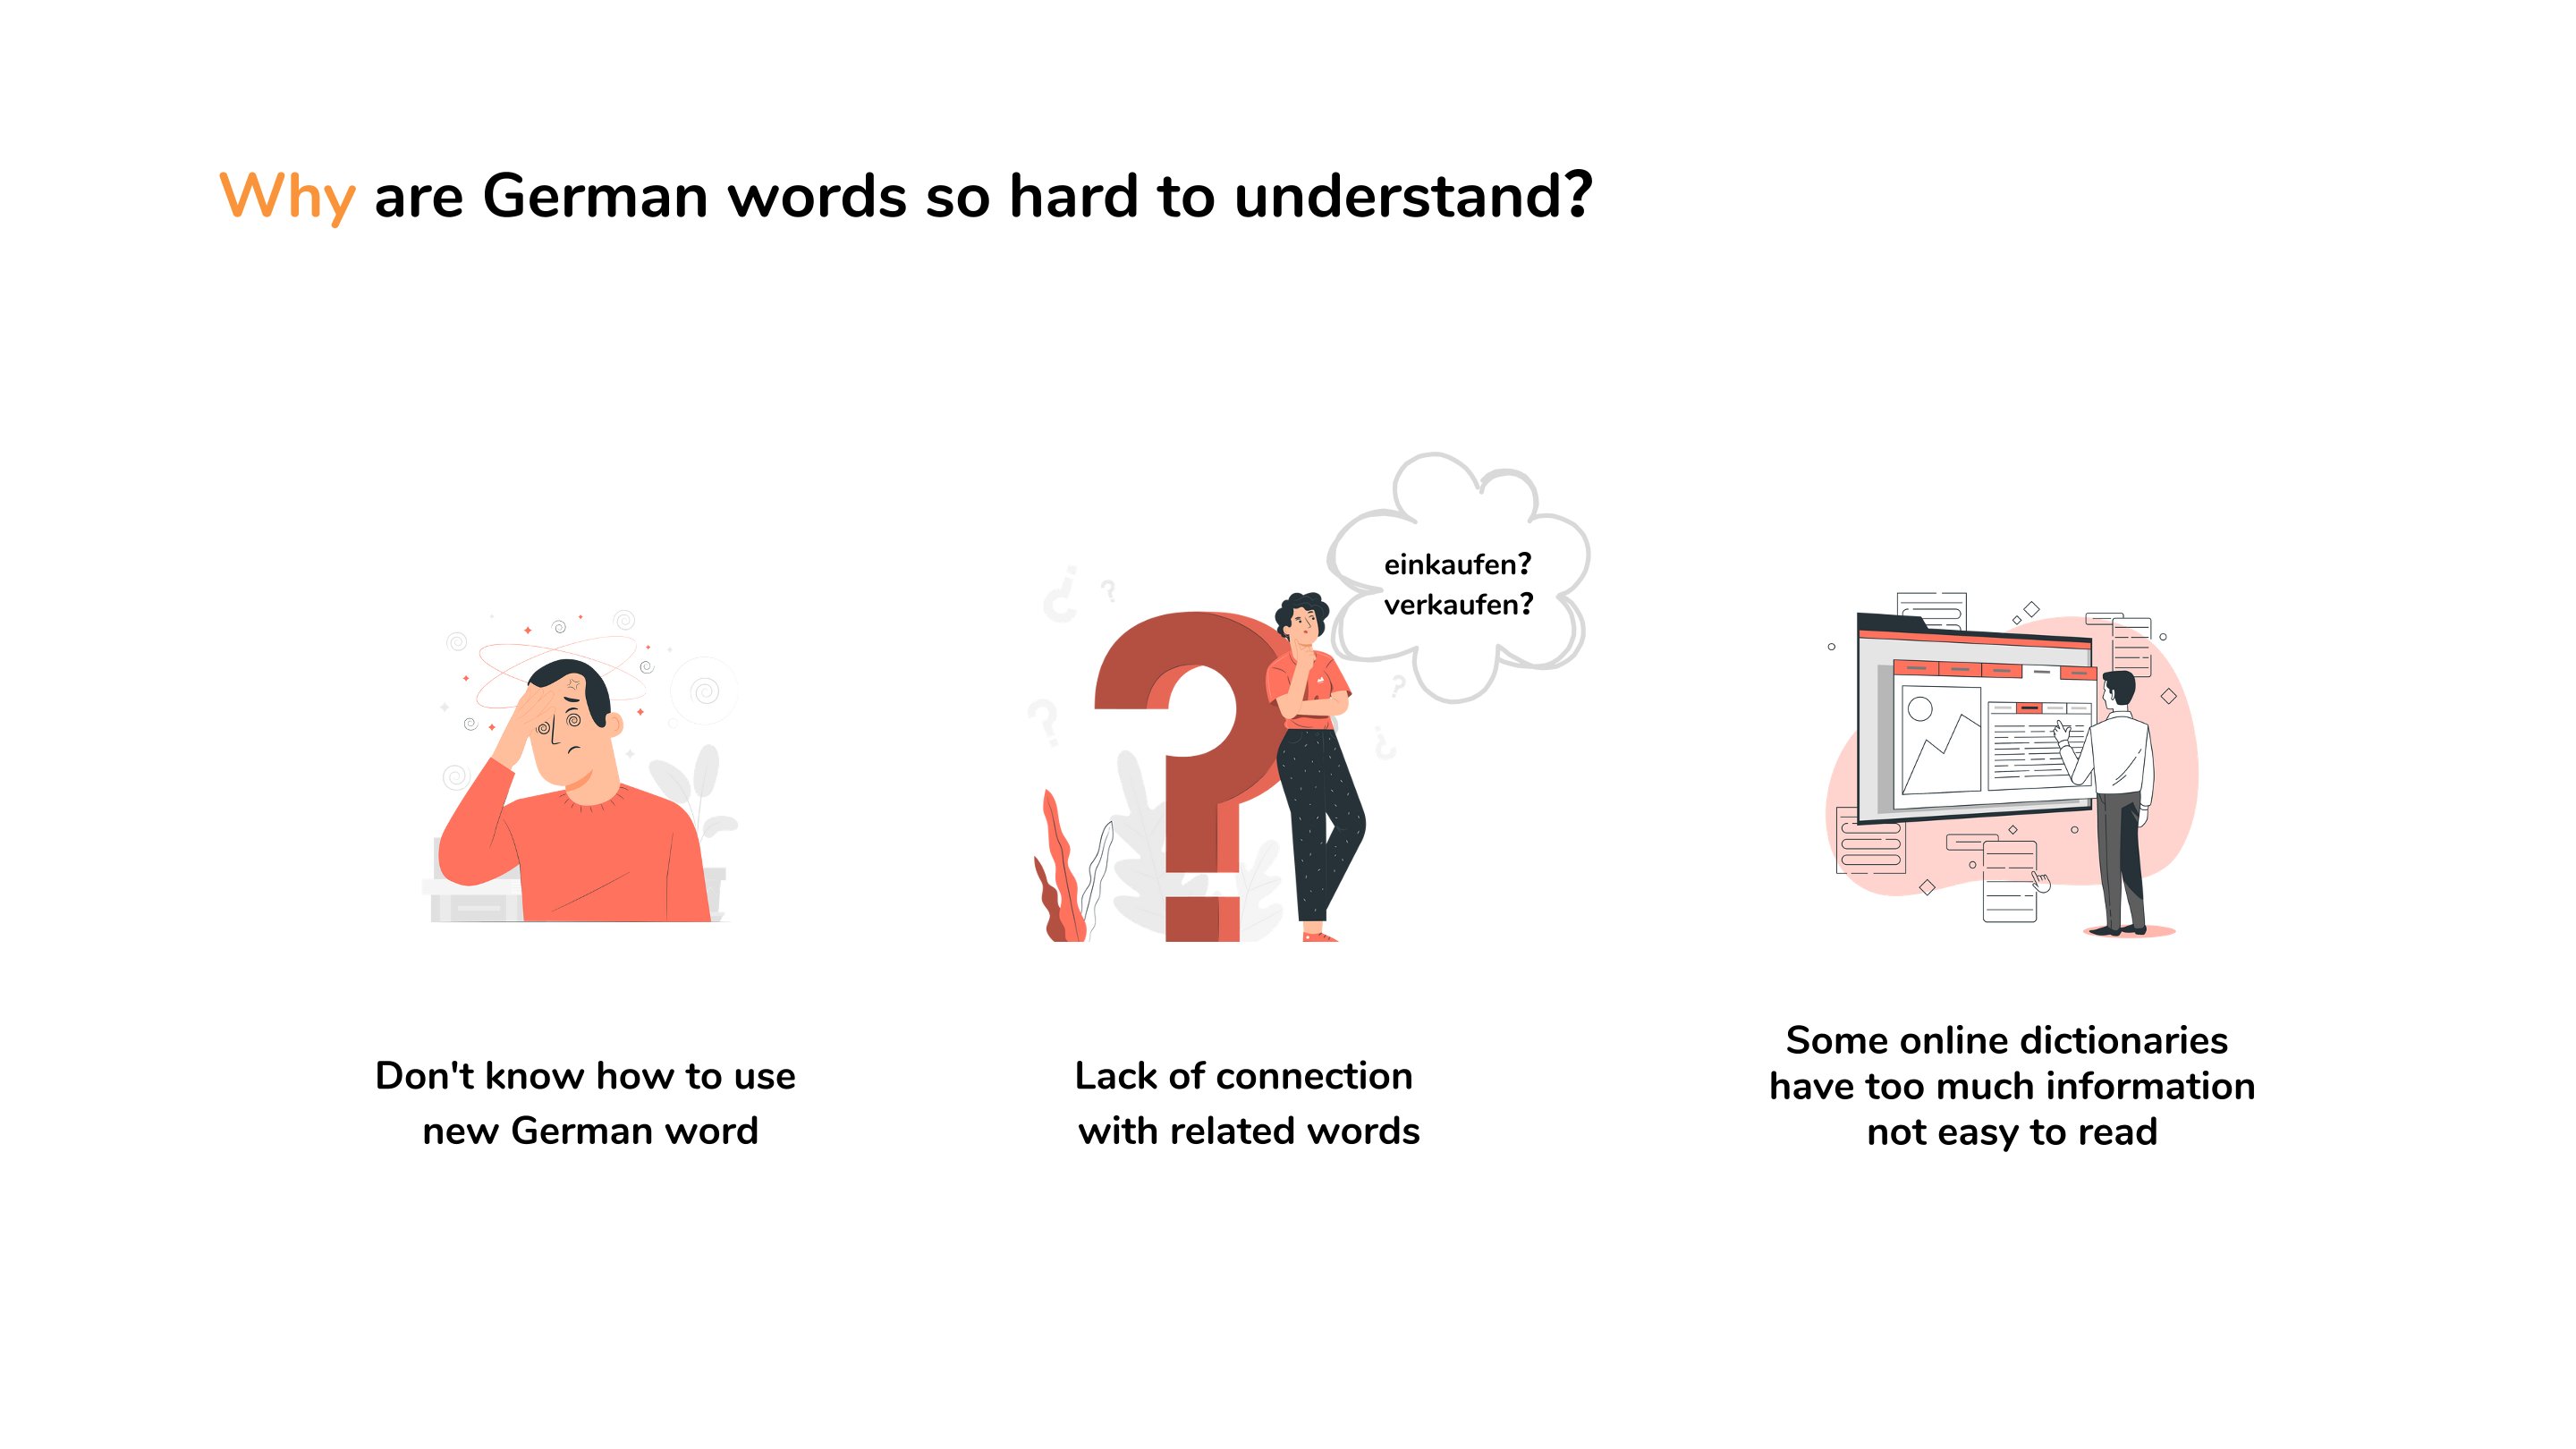 Why are German words so hard to understand?
einkaufen?
verkaufen?
Don't know how to use
new German word
Lack of connection
with related words
Some online dictionaries
have too much information
not easy to read